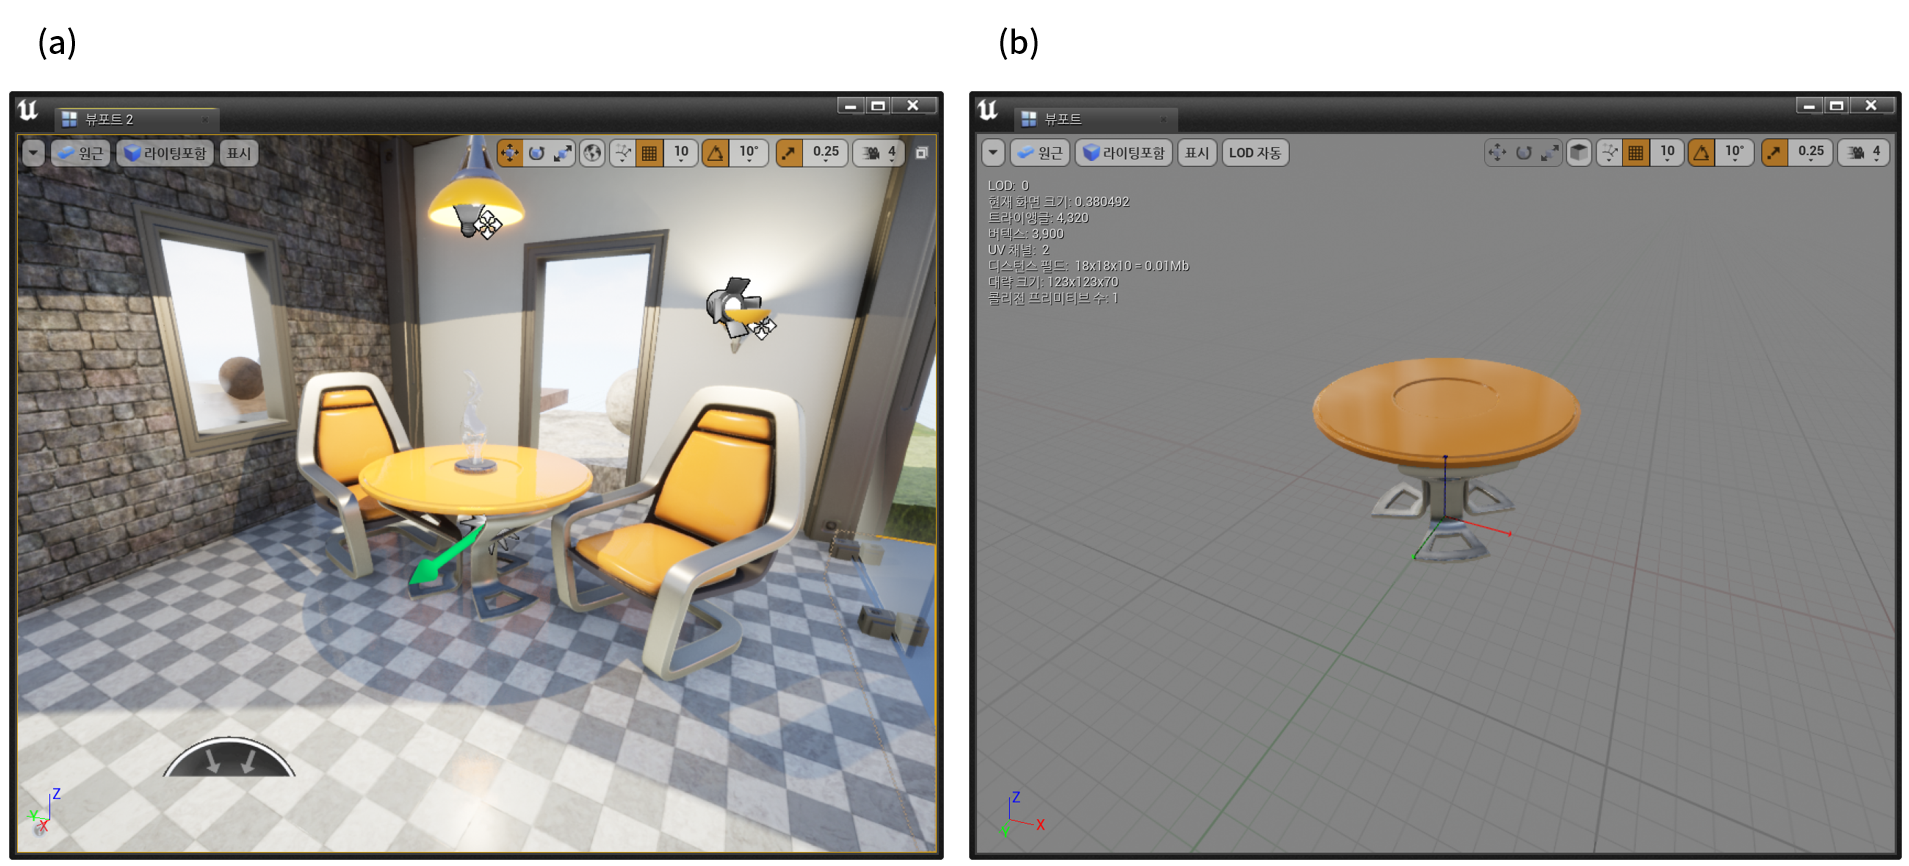 (a)
(b)
뷰포트 2
원근
라이팅포함
표시
10
10°
0.25
4
Z
Y
X
뷰포트
원근
라이팅포함
표시
LOD 자동
10
10°
0.25
4
LOD: 0
현재 화면 크기: 0.380492
트라이앵글: 4,320
버텍스: 3,900
UV 채널: 2
디스턴스 필드: 18x18x10 = 0.01Mb
대략 크기: 123x123x70
콜리전 프리미티브 수: 1
Z
X
Y